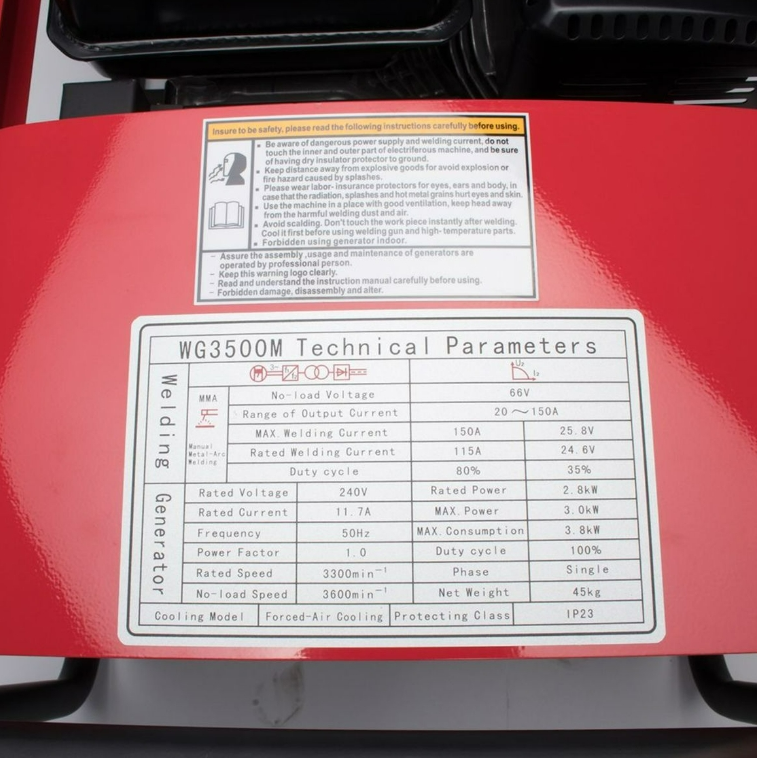 Insure to be safety, please read the following instructions carefully before using.
Be aware of dangerous power supply and welding current, do not
touch the inner and outer part of electriferous machine, and be sure
of having dry insulator protector to ground.
Keep distance away from explosive goods for avoid explosion or
fire hazard caused by splashes.
Please wear labor- insurance protectors for eyes, ears and body, in
case that the radiation, splashes and hot metal grains hurt eyes and skin.
Use the machine in a place with good ventilation, keep head away
from the harmful welding dust and air.
Avoid scalding. Don't touch the work piece instantly after welding.
Cool it first before using welding gun and high- temperature parts.
Forbidden using generator indoor.
- Assure the assembly ,usage and maintenance of generators are
operated by professional person.
- Keep this warning logo clearly.
- Read and understand the instruction manual carefully before using.
- Forbidden damage, disassembly and alter.
WG3500M Technical Parameters
Welding
3~
U₂
I₂
MMA
Manual
Metal-Arc
Welding
No-load Voltage 66V
Range of Output Current 20～150A
MAX. Welding Current 150A 25.8V
Rated Welding Current 115A 24.6V
Duty cycle 80% 35%
Generator
Rated Voltage 240V Rated Power 2.8kW
Rated Current 11.7A MAX. Power 3.0kW
Frequency 50Hz MAX. Consumption 3.8kW
Power Factor 1.0 Duty cycle 100%
Rated Speed 3300min⁻¹ Phase Single
No-load Speed 3600min⁻¹ Net Weight 45kg
Cooling Model Forced-Air Cooling Protecting Class IP23